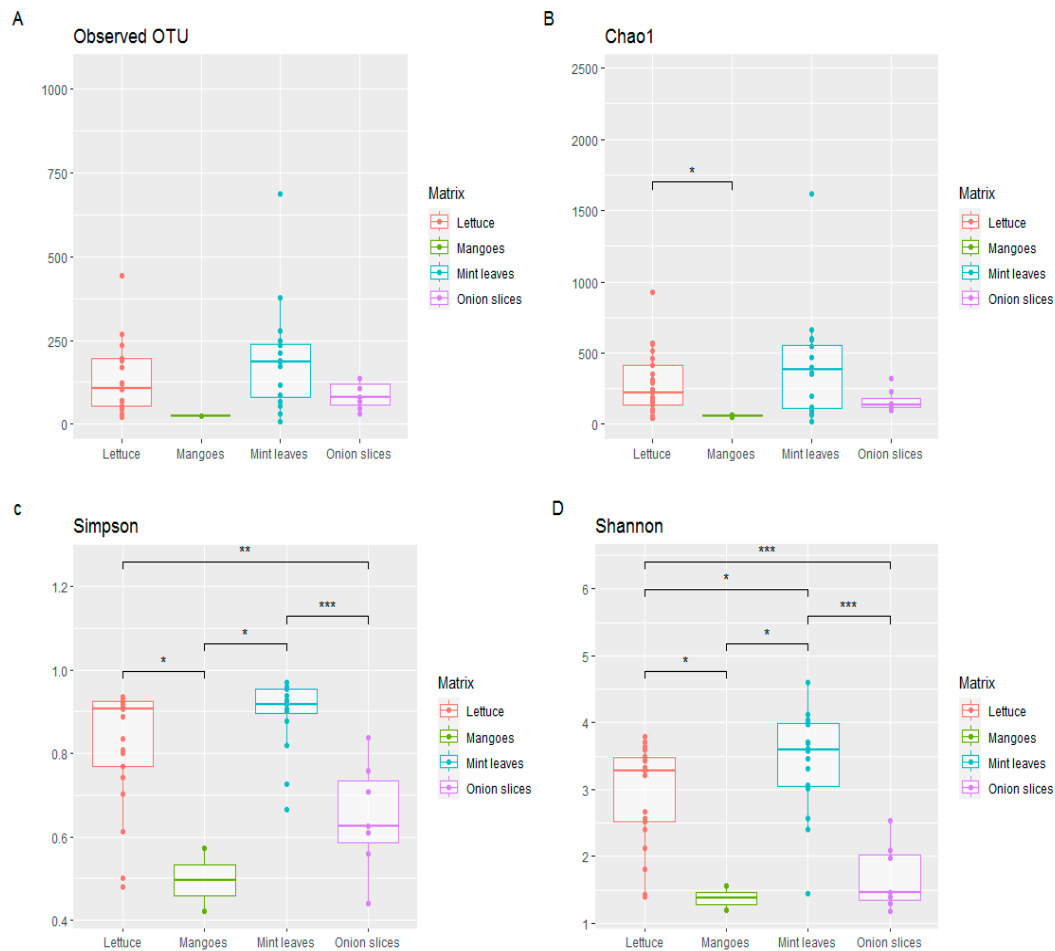 A
Observed OTU
1000
750
500
250
0
Lettuce
Mangoes
Mint leaves
Onion slices
Matrix
Lettuce
Mangoes
Mint leaves
Onion slices
B
Chao1
2500
2000
1500
1000
500
0
*
Lettuce
Mangoes
Mint leaves
Onion slices
Matrix
Lettuce
Mangoes
Mint leaves
Onion slices
c
Simpson
1.2
1.0
0.8
0.6
0.4
**
***
*
*
Lettuce
Mangoes
Mint leaves
Onion slices
Matrix
Lettuce
Mangoes
Mint leaves
Onion slices
D
Shannon
6
5
4
3
2
1
***
*
***
*
*
Lettuce
Mangoes
Mint leaves
Onion slices
Matrix
Lettuce
Mangoes
Mint leaves
Onion slices